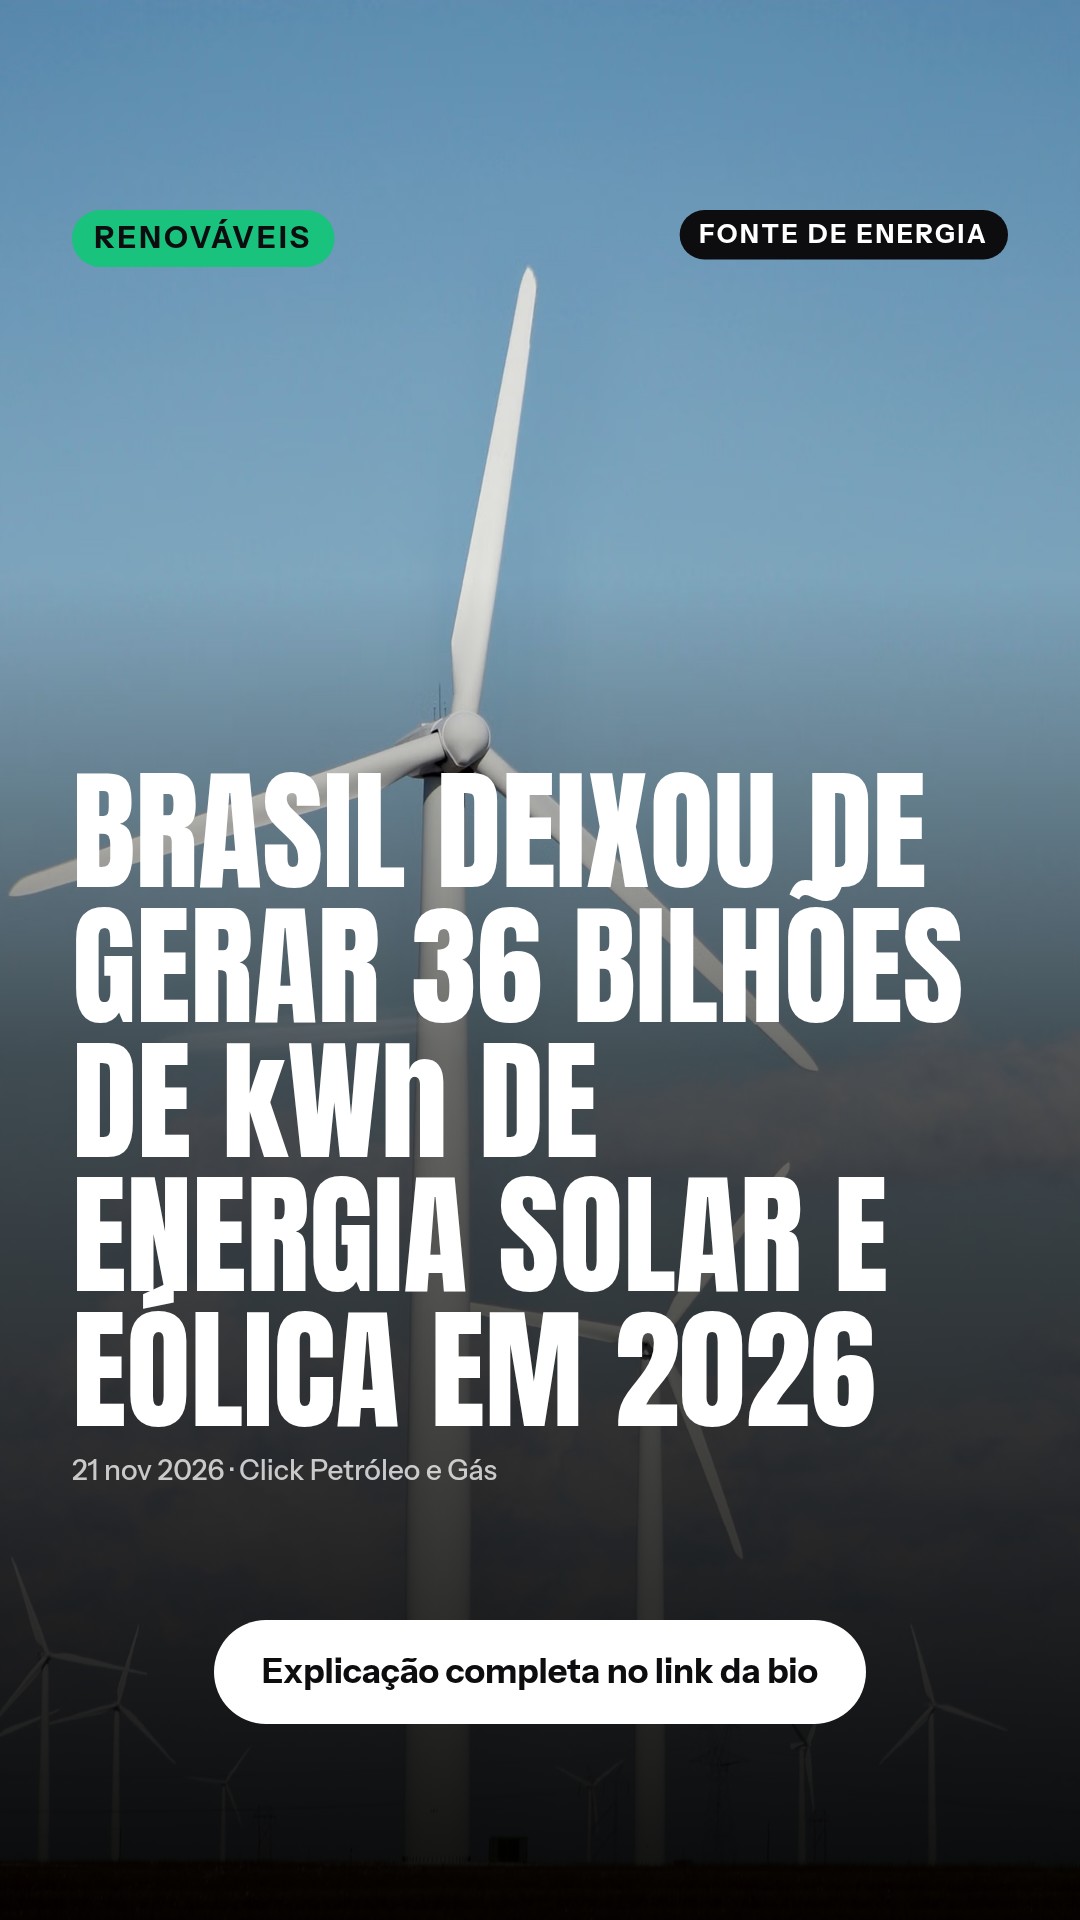 RENOVÁVEIS
FONTE DE ENERGIA
BRASIL DEIXOU DE
GERAR 36 BILHÕES
DE kWh DE
ENERGIA SOLAR E
EÓLICA EM 2026
21 nov 2026 · Click Petróleo e Gás
Explicação completa no link da bio